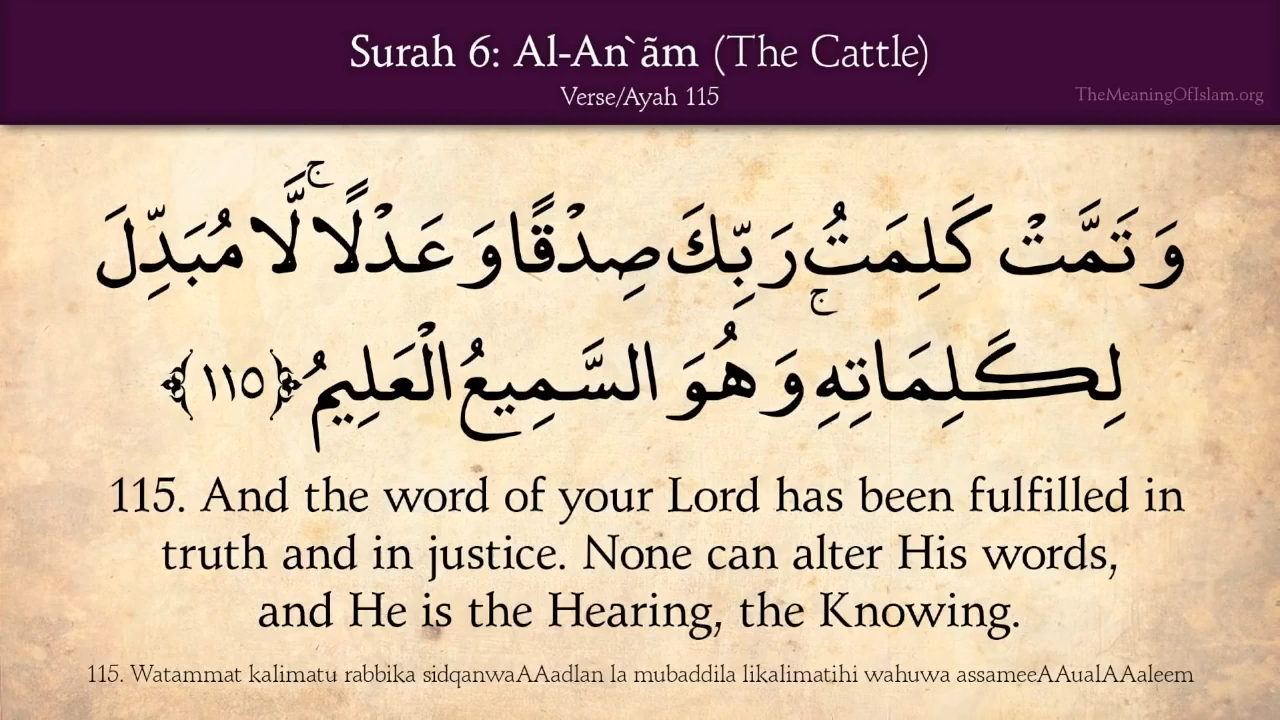 Surah 6: Al-An`ãm (The Cattle)
Verse/Ayah 115
TheMeaningOfIslam.org
وَ تَمَّتْ كَلِمَتُ رَبِّكَ صِدْقًا وَ عَدْلًا ۚ لَّا مُبَدِّلَ
لِكَلِمَاتِهِ ۚ وَ هُوَ السَّمِيعُ الْعَلِيمُ ﴿١١٥﴾
115. And the word of your Lord has been fulfilled in
truth and in justice. None can alter His words,
and He is the Hearing, the Knowing.
115. Watammat kalimatu rabbika sidqanwaAAadlan la mubaddila likalimatihi wahuwa assameeAAualAAaleem